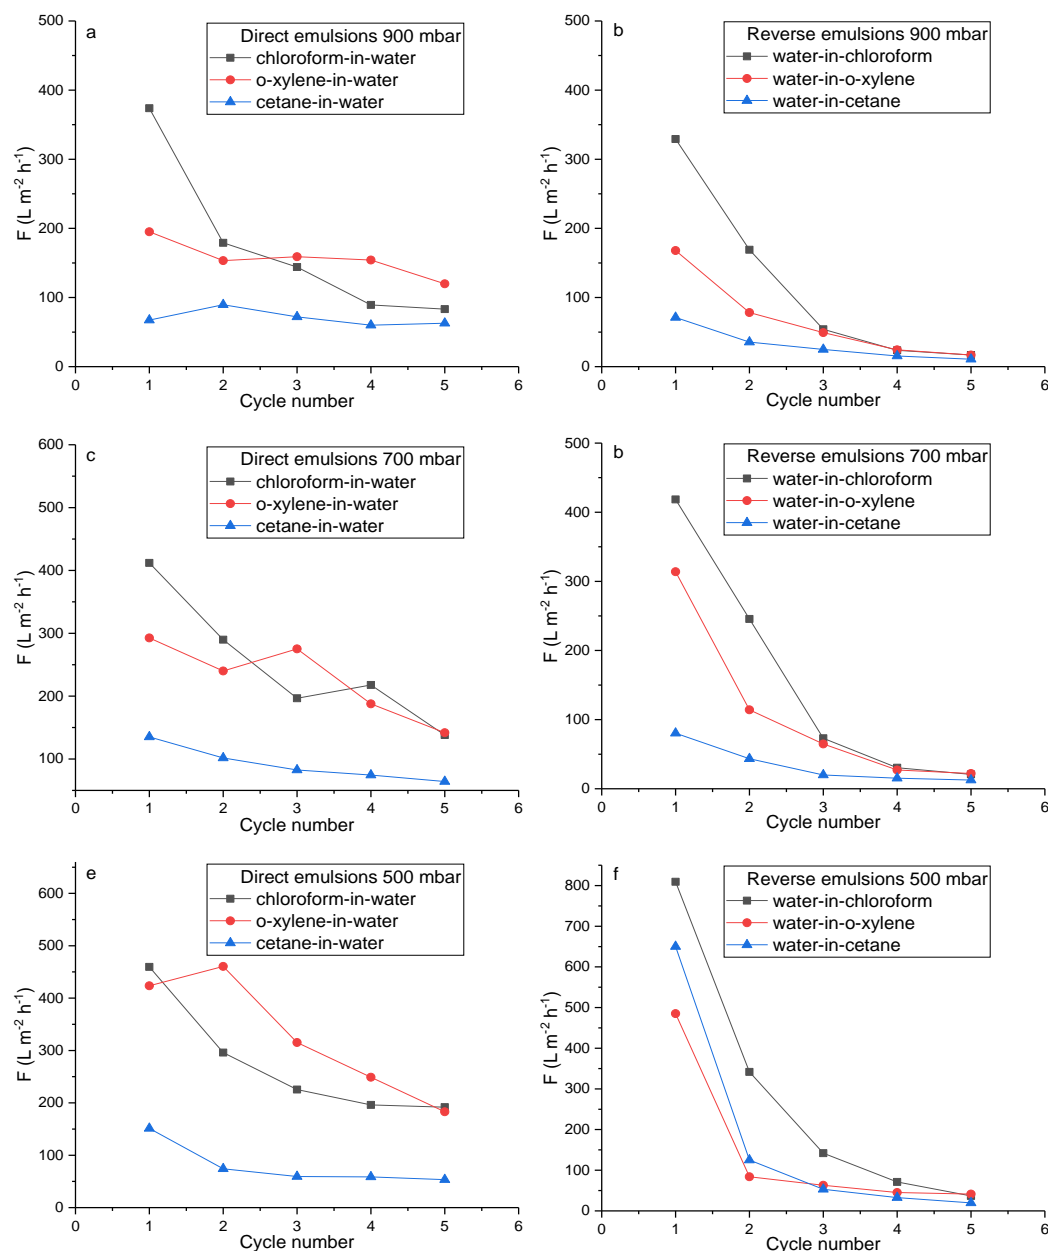 a
Direct emulsions 900 mbar
chloroform-in-water
o-xylene-in-water
cetane-in-water
500
400
300
200
100
0
F (L m⁻² h⁻¹)
0 1 2 3 4 5 6
Cycle number
b
Reverse emulsions 900 mbar
water-in-chloroform
water-in-o-xylene
water-in-cetane
500
400
300
200
100
0
F (L m⁻² h⁻¹)
0 1 2 3 4 5 6
Cycle number
c
Direct emulsions 700 mbar
chloroform-in-water
o-xylene-in-water
cetane-in-water
600
500
400
300
200
100
F (L m⁻² h⁻¹)
0 1 2 3 4 5 6
Cycle number
b
Reverse emulsions 700 mbar
water-in-chloroform
water-in-o-xylene
water-in-cetane
500
400
300
200
100
0
F (L m⁻² h⁻¹)
0 1 2 3 4 5 6
Cycle number
e
Direct emulsions 500 mbar
chloroform-in-water
o-xylene-in-water
cetane-in-water
600
500
400
300
200
100
0
F (L m⁻² h⁻¹)
0 1 2 3 4 5 6
Cycle number
f
Reverse emulsions 500 mbar
water-in-chloroform
water-in-o-xylene
water-in-cetane
800
700
600
500
400
300
200
100
0
F (L m⁻² h⁻¹)
0 1 2 3 4 5 6
Cycle number